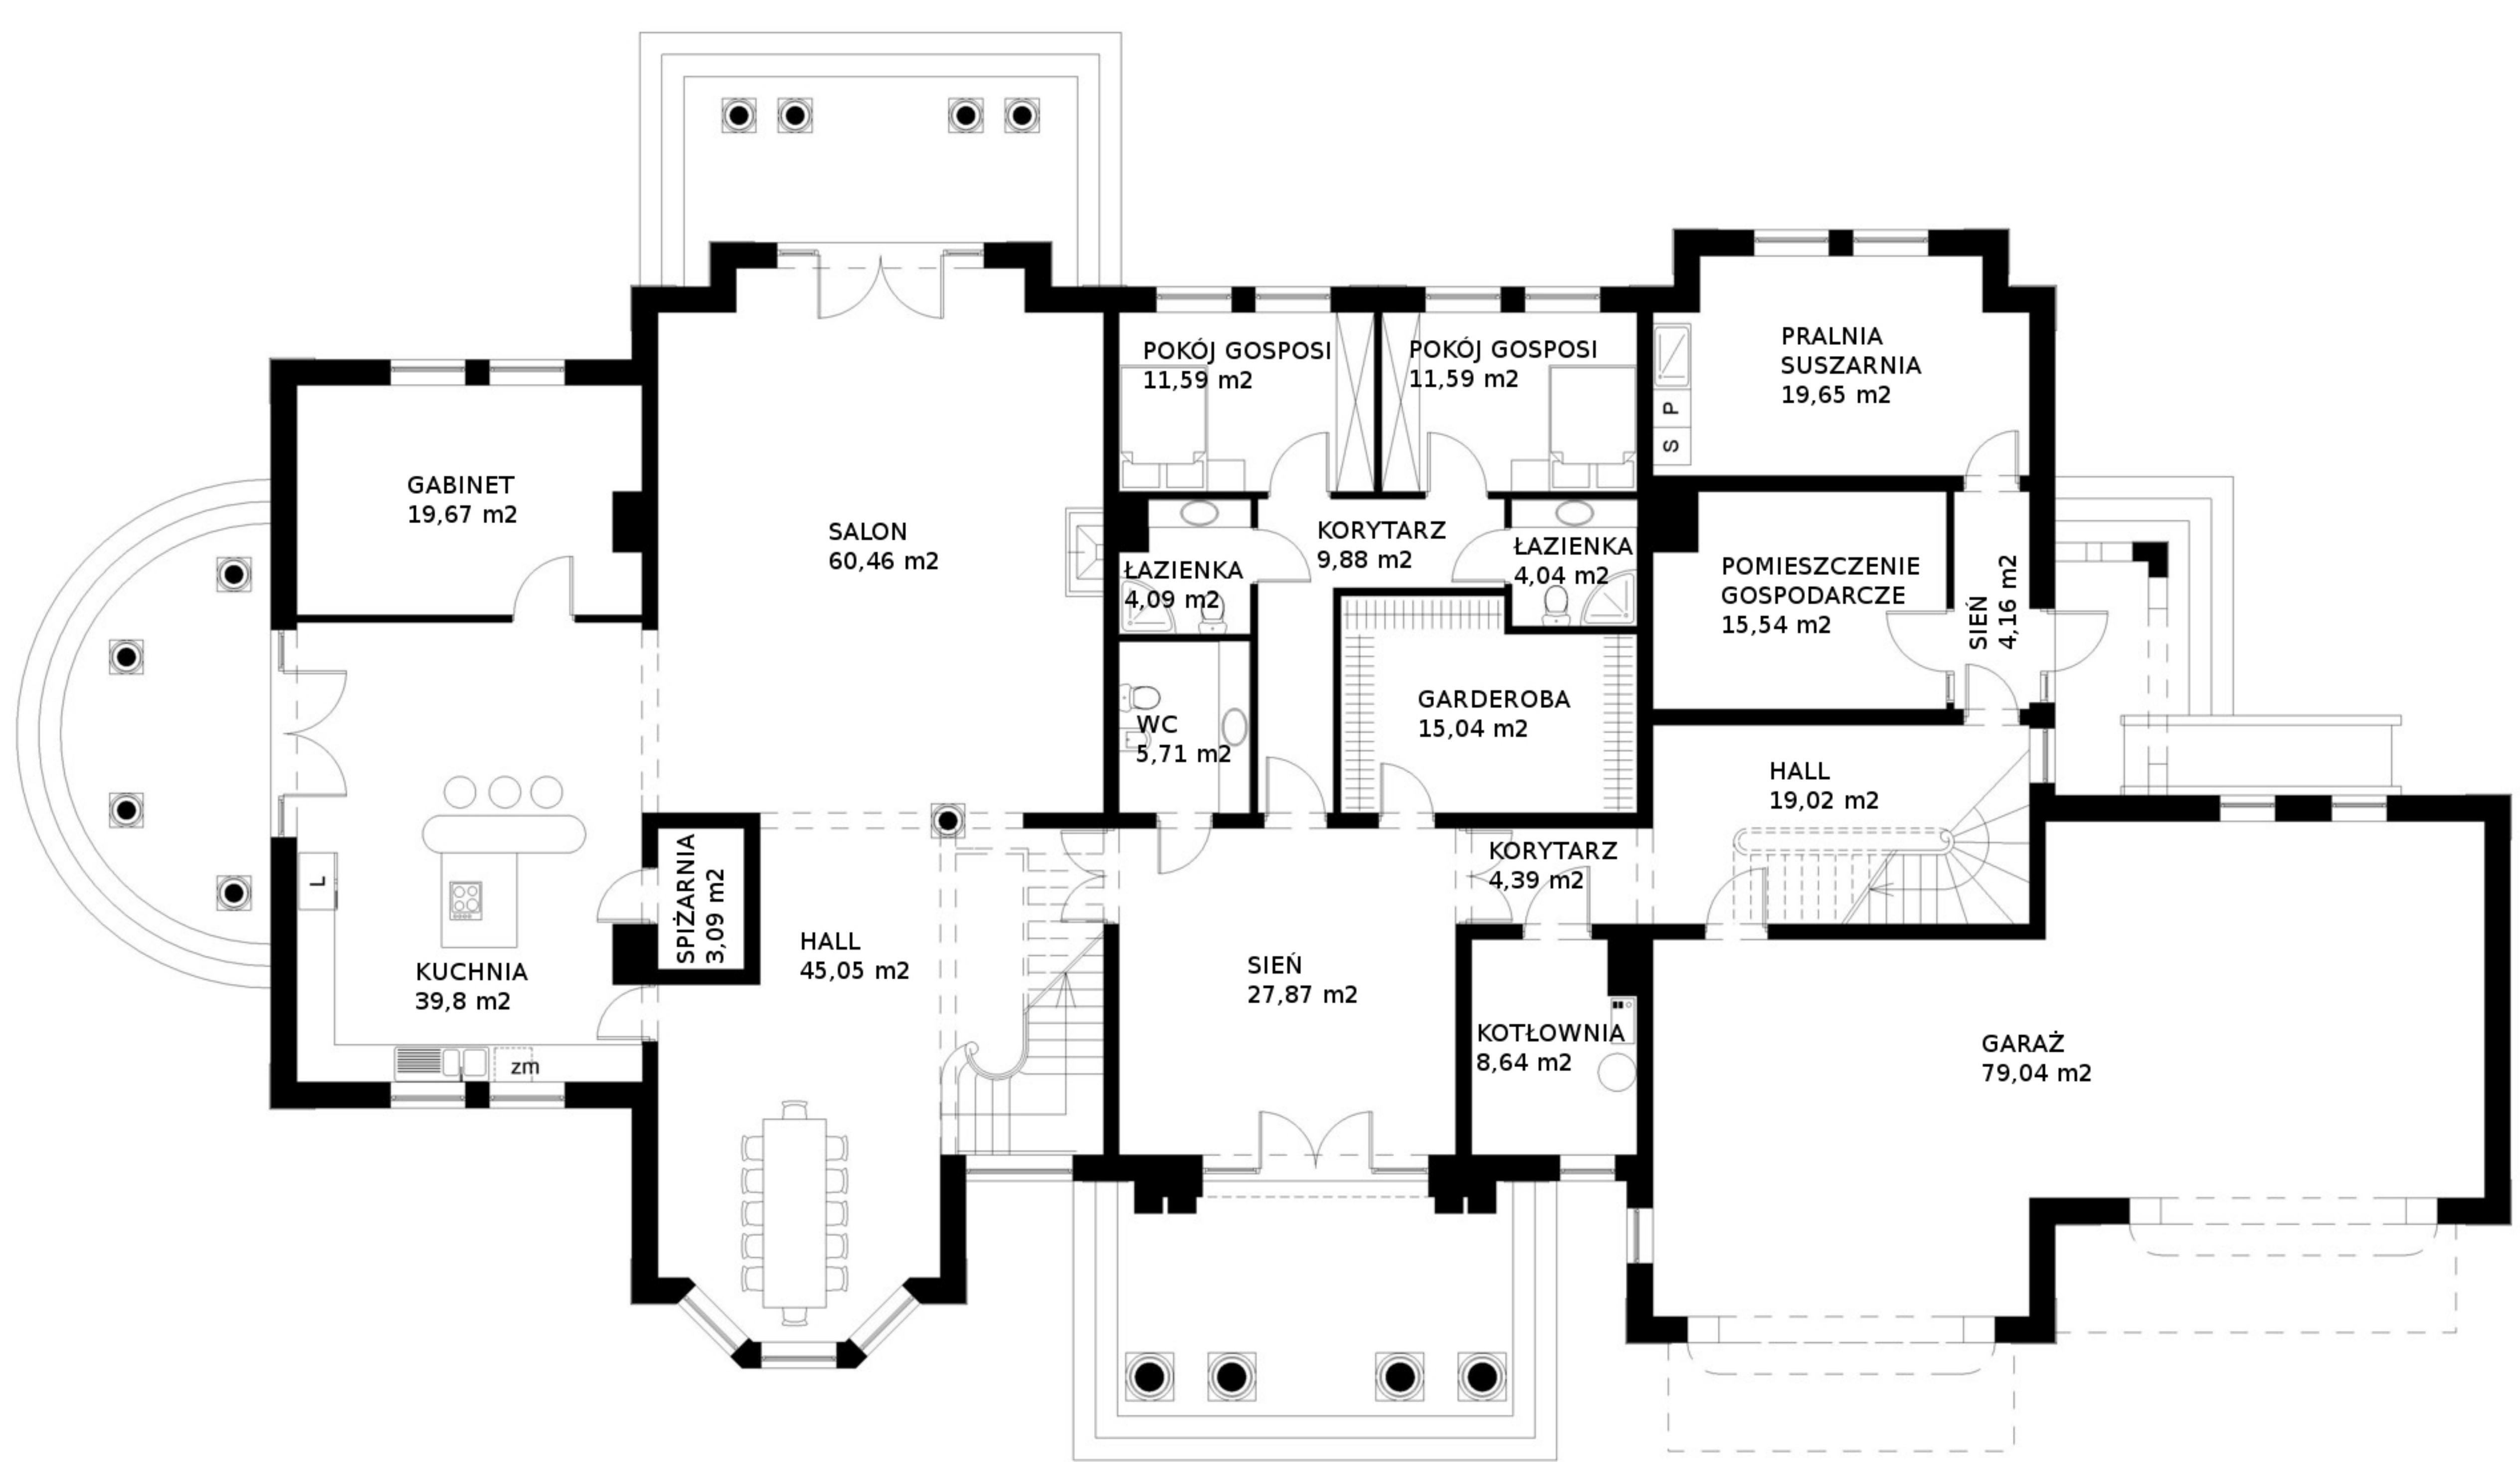 POKÓJ GOSPOSI
11,59 m2
POKÓJ GOSPOSI
11,59 m2
PRALNIA
SUSZARNIA
19,65 m2
P
S
GABINET
19,67 m2
SALON
60,46 m2
KORYTARZ
9,88 m2
ŁAZIENKA
4,09 m2
ŁAZIENKA
4,04 m2
POMIESZCZENIE
GOSPODARCZE
15,54 m2
SIEŃ
4,16 m2
WC
5,71 m2
GARDEROBA
15,04 m2
HALL
19,02 m2
L
KUCHNIA
39,8 m2
zm
SPIŻARNIA
3,09 m2
HALL
45,05 m2
SIEŃ
27,87 m2
KORYTARZ
4,39 m2
KOTŁOWNIA
8,64 m2
GARAŻ
79,04 m2